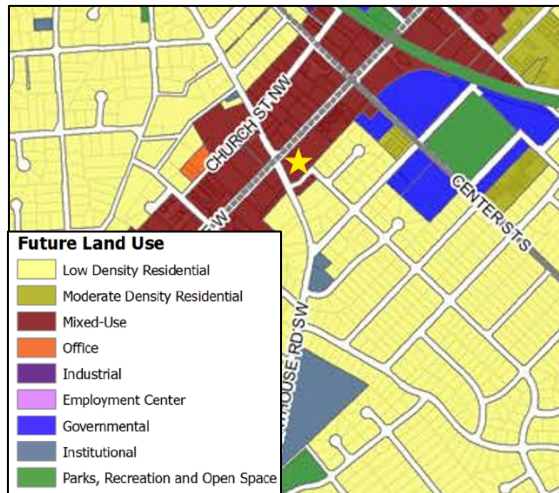 CHURCH ST NW
CENTER ST S
W
HOUSE RD SW
Future Land Use
Low Density Residential
Moderate Density Residential
Mixed-Use
Office
Industrial
Employment Center
Governmental
Institutional
Parks, Recreation and Open Space